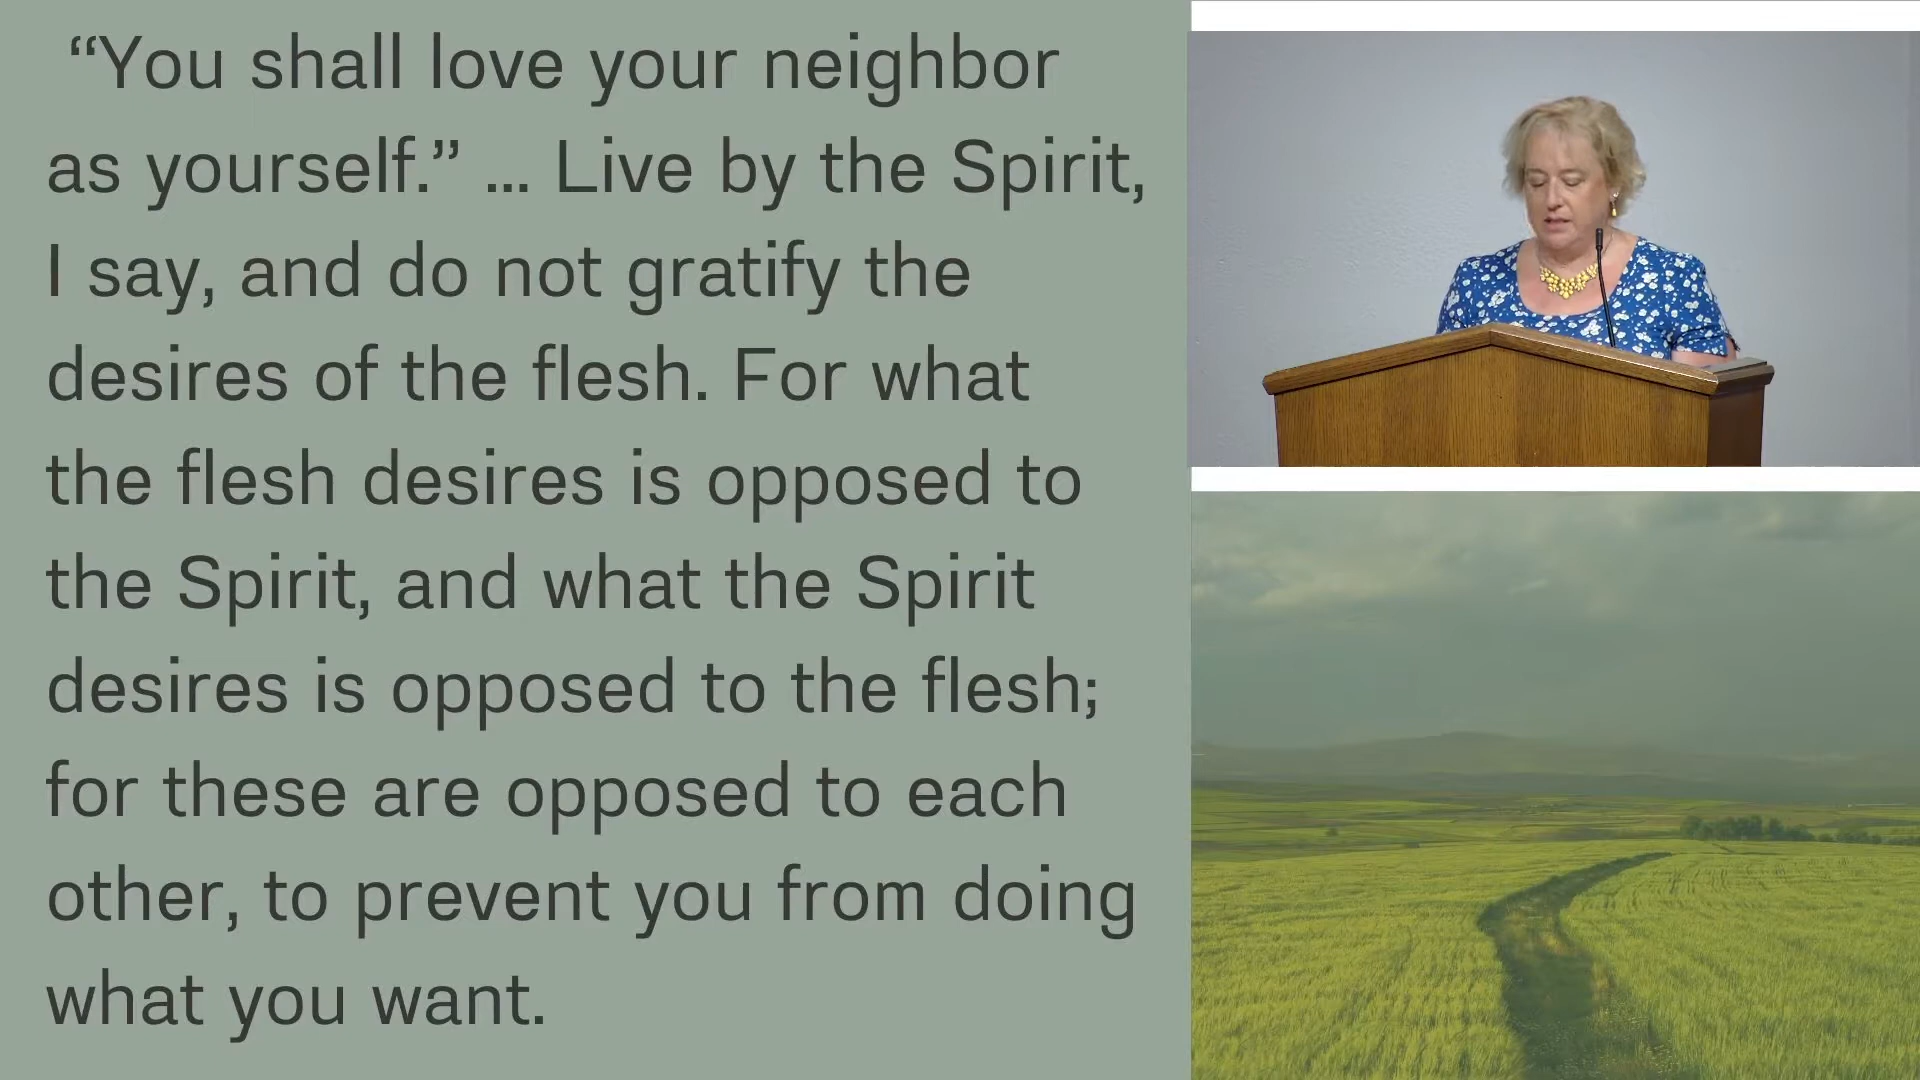 “You shall love your neighbor
as yourself.” ... Live by the Spirit,
I say, and do not gratify the
desires of the flesh. For what
the flesh desires is opposed to
the Spirit, and what the Spirit
desires is opposed to the flesh;
for these are opposed to each
other, to prevent you from doing
what you want.